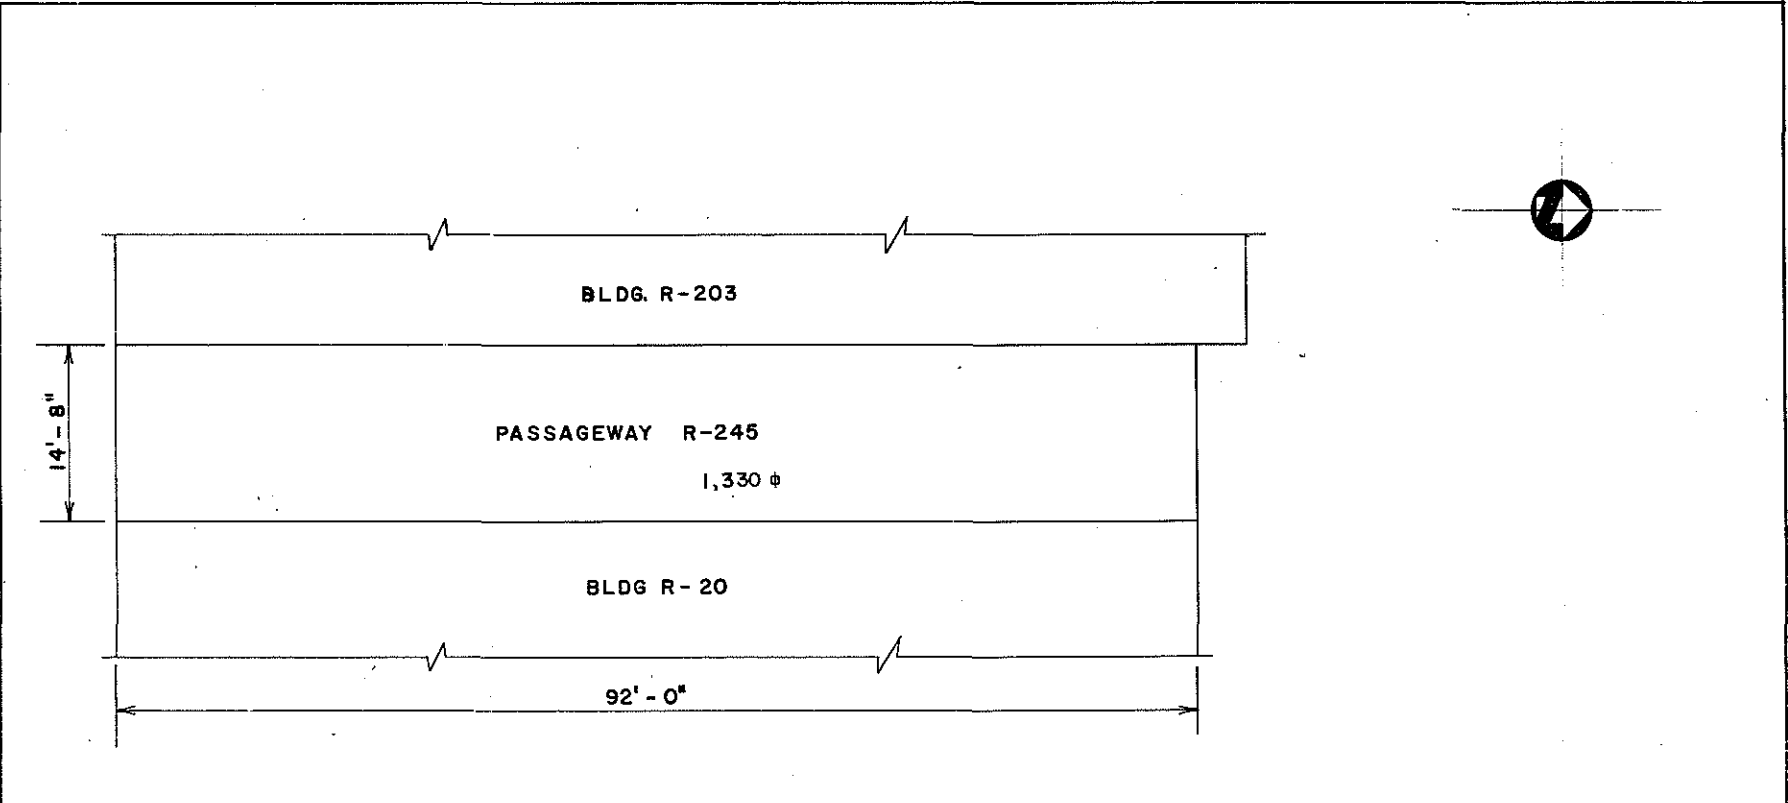 BLDG. R-203
14'-8"
PASSAGEWAY R-245
1,330 ⌽
BLDG R-20
92'-0"